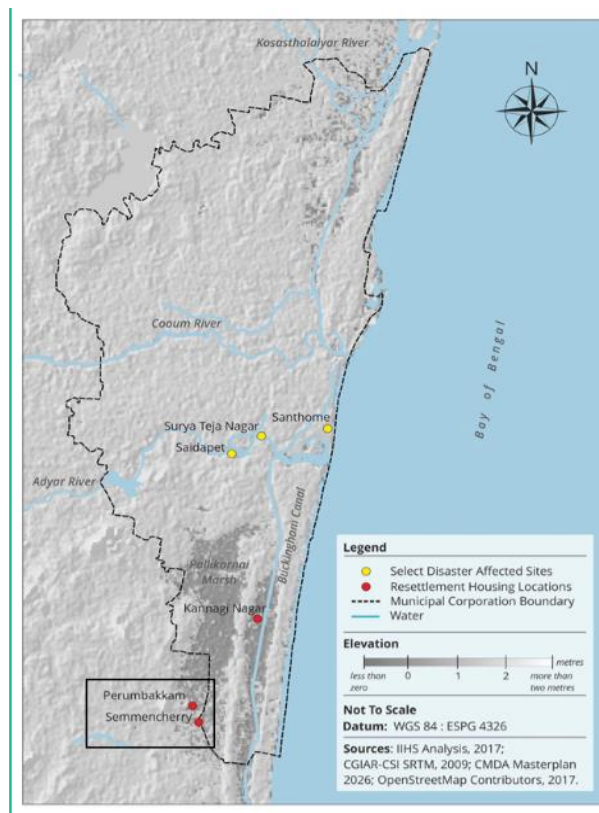 Kosasthalaiyar River
N
Cooum River
Bay of Bengal
Santhome
Surya Teja Nagar
Saidapet
Adyar River
Buckingham Canal
Pallikarnai
Marsh
Kannagi Nagar
Perumbakkam
Semmencherry
Legend
Select Disaster Affected Sites
Resettlement Housing Locations
Municipal Corporation Boundary
Water
Elevation
metres
less than
zero
0
1
2
more than
two metres
Not To Scale
Datum: WGS 84 : ESPG 4326
Sources: IIHS Analysis, 2017;
CGIAR-CSI SRTM, 2009; CMDA Masterplan
2026; OpenStreetMap Contributors, 2017.